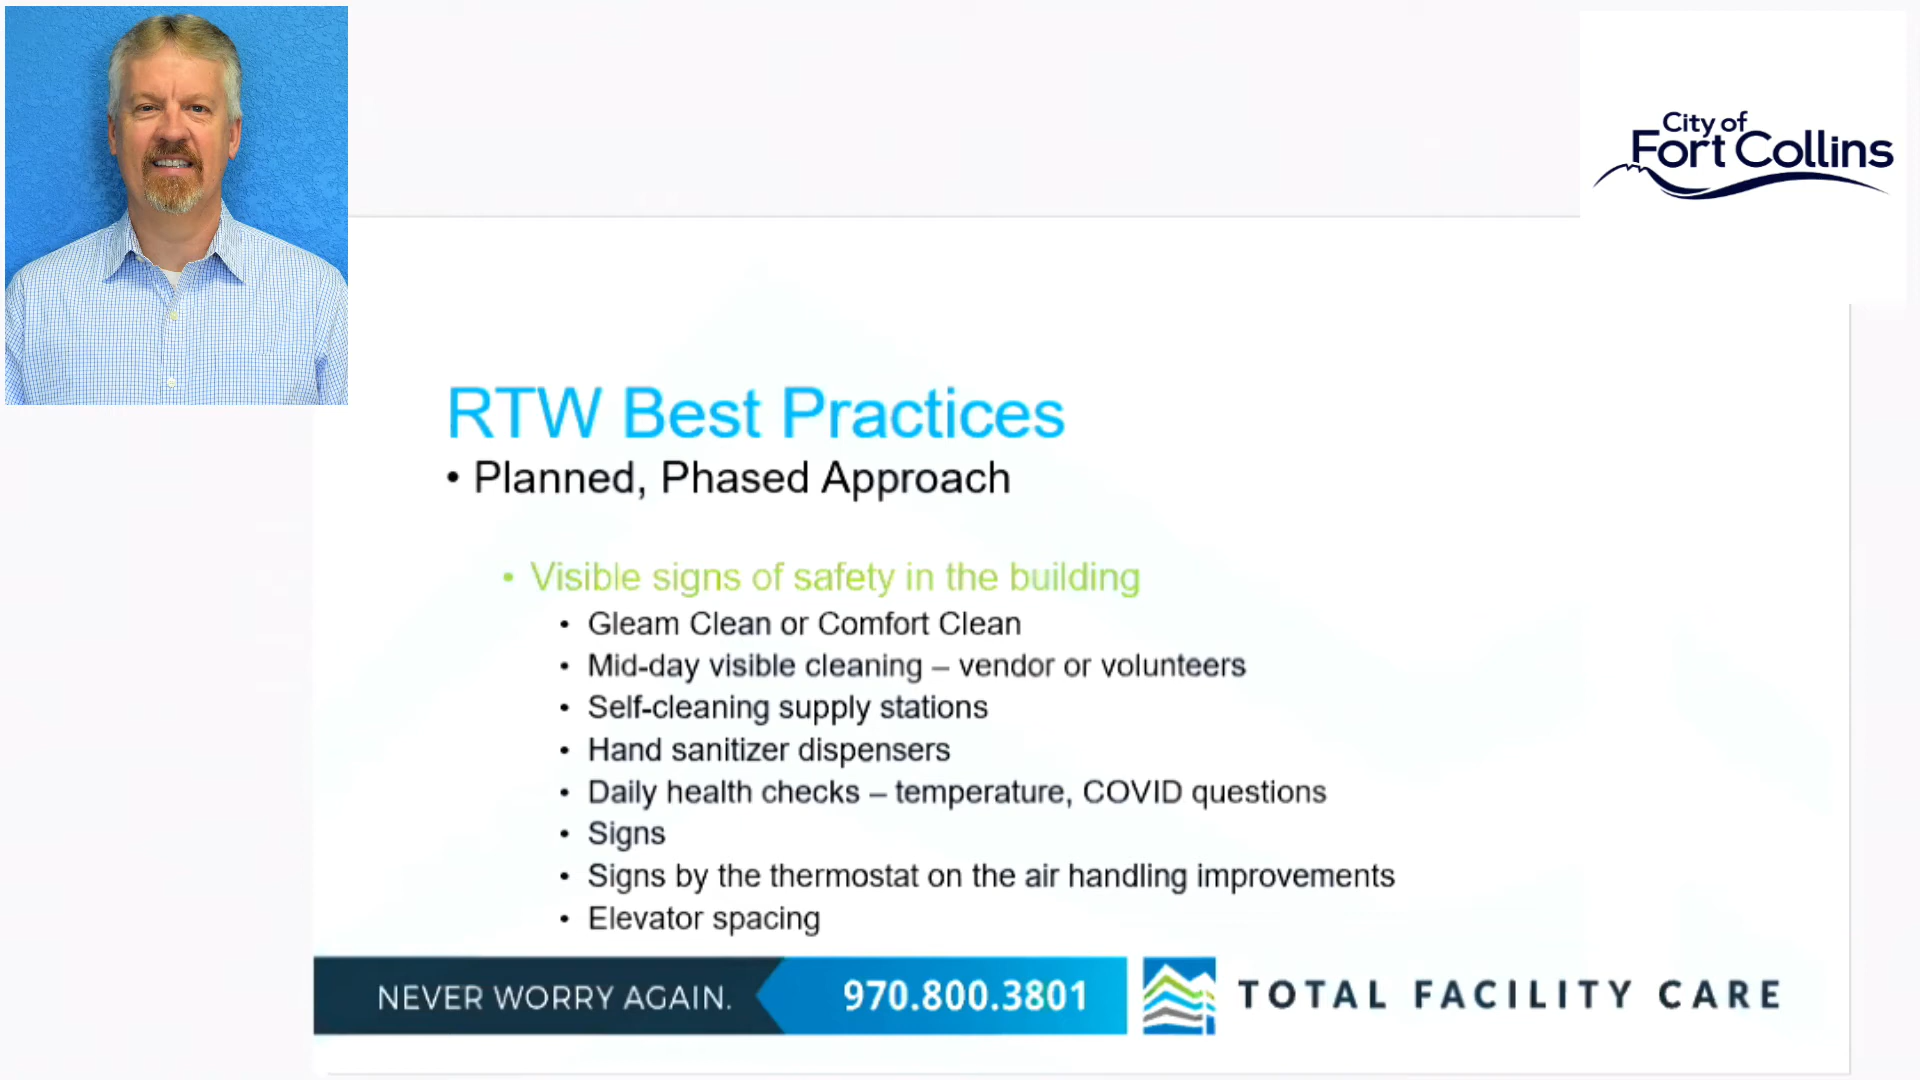 City of
Fort Collins
RTW Best Practices
• Planned, Phased Approach
• Visible signs of safety in the building
• Gleam Clean or Comfort Clean
• Mid-day visible cleaning – vendor or volunteers
• Self-cleaning supply stations
• Hand sanitizer dispensers
• Daily health checks – temperature, COVID questions
• Signs
• Signs by the thermostat on the air handling improvements
• Elevator spacing
NEVER WORRY AGAIN. 970.800.3801 TOTAL FACILITY CARE